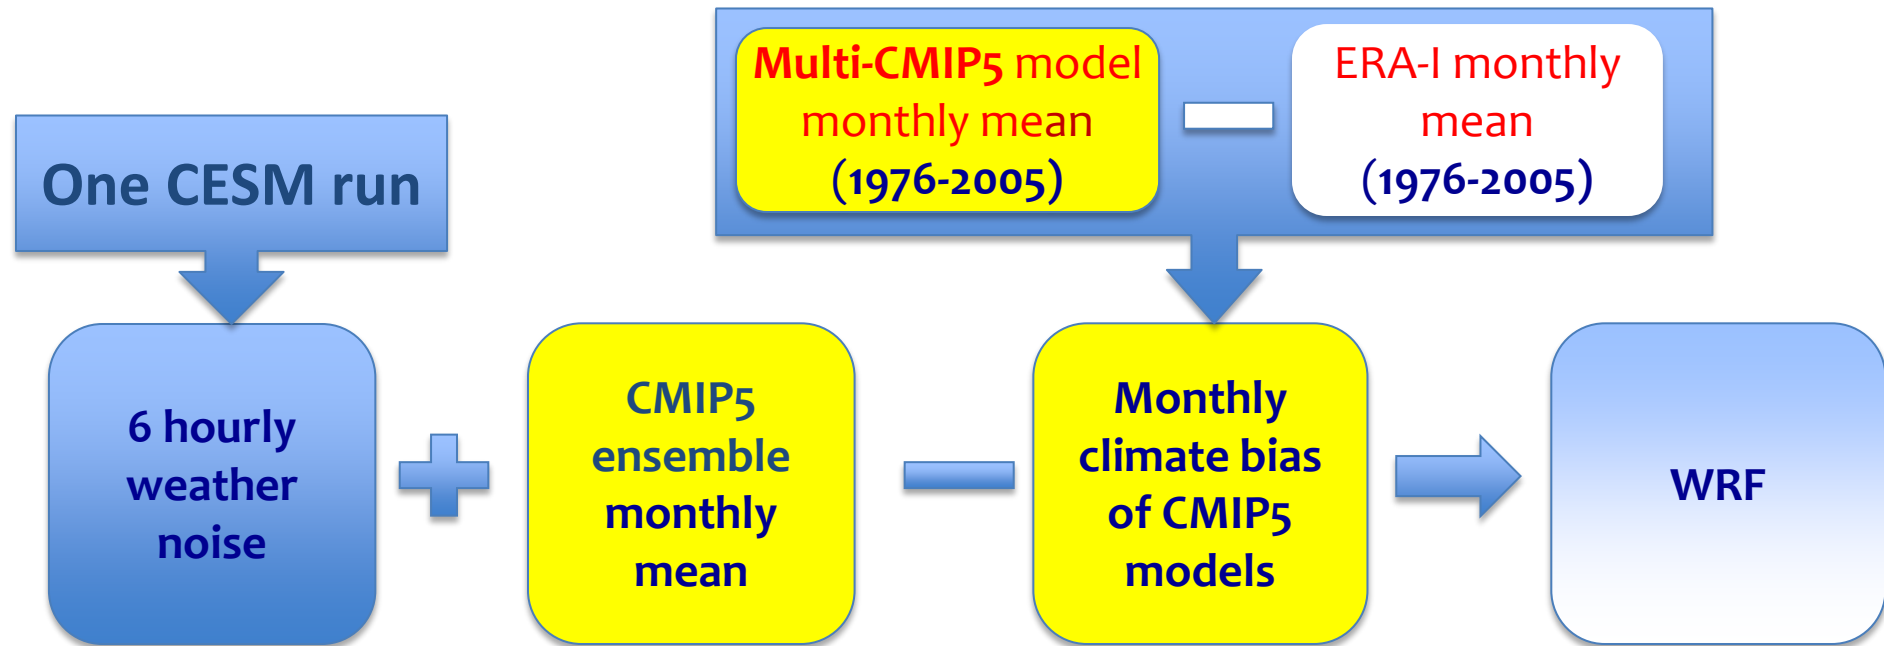 Multi-CMIP5 model
monthly mean
(1976-2005)
ERA-I monthly
mean
(1976-2005)
One CESM run
6 hourly
weather
noise
CMIP5
ensemble
monthly
mean
Monthly
climate bias
of CMIP5
models
WRF